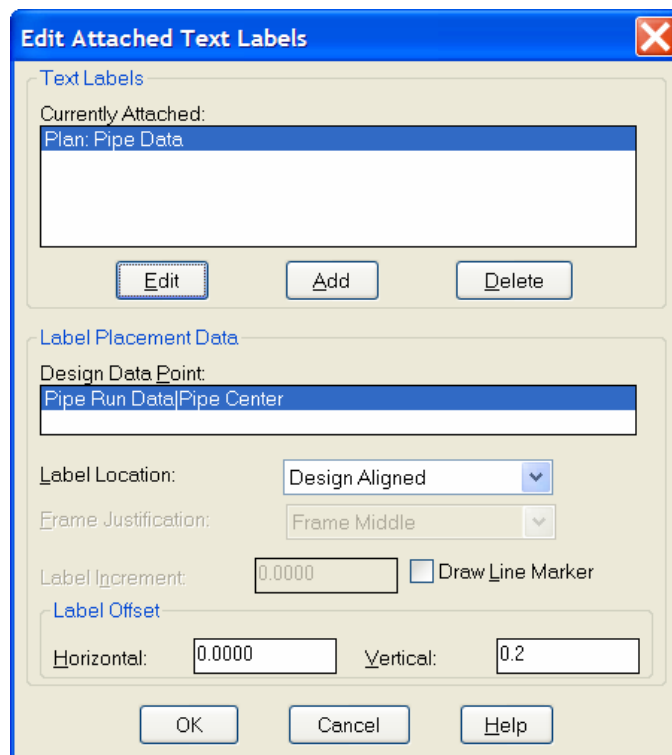 Edit Attached Text Labels
Text Labels
Currently Attached:
Plan: Pipe Data
Edit Add Delete
Label Placement Data
Design Data Point:
Pipe Run Data|Pipe Center
Label Location: Design Aligned
Frame Justification: Frame Middle
Label Increment: 0.0000 Draw Line Marker
Label Offset
Horizontal: 0.0000 Vertical: 0.2
OK Cancel Help